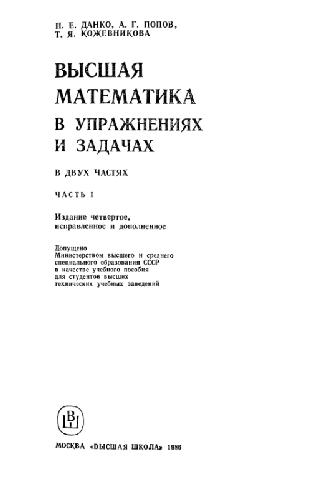 П. Е. ДАНКО, А. Г. ПОПОВ,
Т. Я. КОЖЕВНИКОВА
ВЫСШАЯ
МАТЕМАТИКА
В УПРАЖНЕНИЯХ
И ЗАДАЧАХ
В ДВУХ ЧАСТЯХ
ЧАСТЬ I
Издание четвертое,
исправленное и дополненное
Допущено
Министерством высшего и среднего
специального образования СССР
в качестве учебного пособия
для студентов высших
технических учебных заведений
ВШ
МОСКВА «ВЫСШАЯ ШКОЛА» 1986